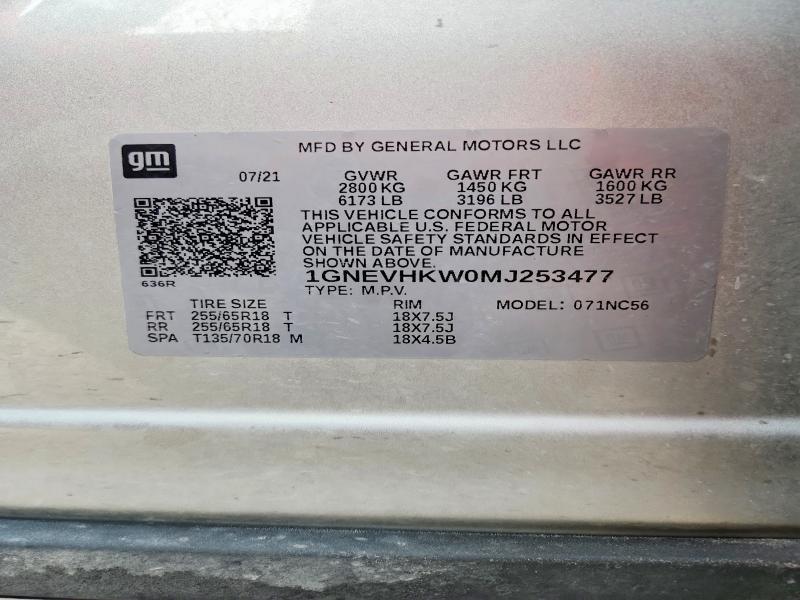 gm
MFD BY GENERAL MOTORS LLC
07/21 GVWR GAWR FRT GAWR RR
2800 KG 1450 KG 1600 KG
6173 LB 3196 LB 3527 LB
THIS VEHICLE CONFORMS TO ALL
APPLICABLE U.S. FEDERAL MOTOR
VEHICLE SAFETY STANDARDS IN EFFECT
ON THE DATE OF MANUFACTURE
SHOWN ABOVE.
636R
1GNEVHKW0MJ253477
TYPE: M.P.V.
TIRE SIZE RIM MODEL: 071NC56
FRT 255/65R18 T 18X7.5J
RR 255/65R18 T 18X7.5J
SPA T135/70R18 M 18X4.5B